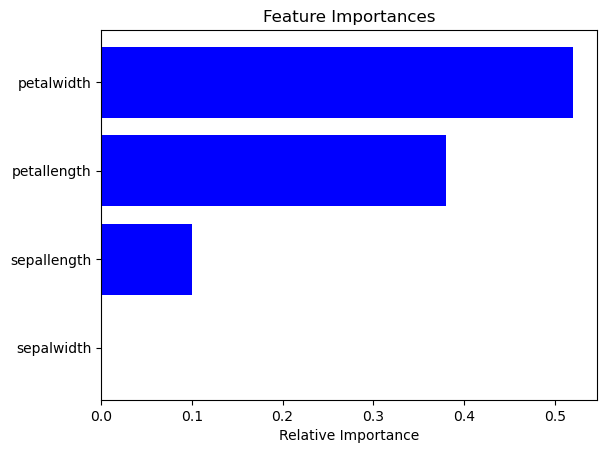 Feature Importances
petalwidth
petallength
sepallength
sepalwidth
0.0 0.1 0.2 0.3 0.4 0.5
Relative Importance